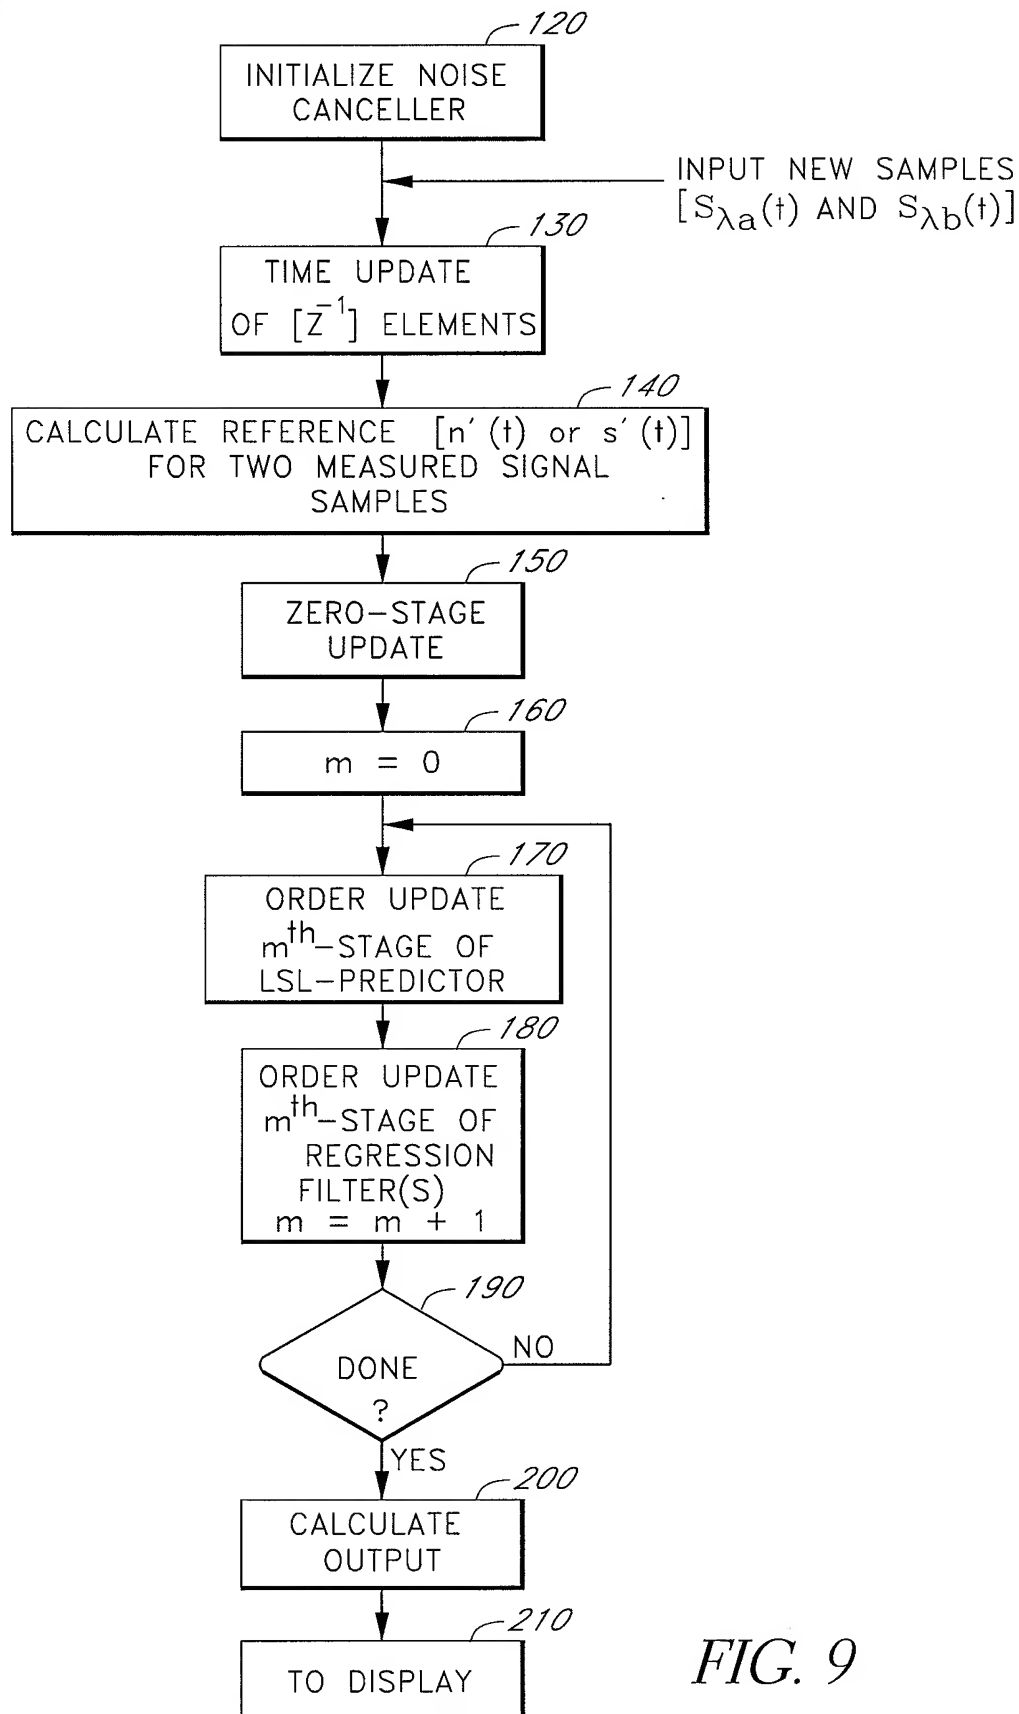 120
INITIALIZE NOISE
CANCELLER
INPUT NEW SAMPLES
[Sλa(t) AND Sλb(t)]
130
TIME UPDATE
OF [Z⁻¹] ELEMENTS
140
CALCULATE REFERENCE [n'(t) or s'(t)]
FOR TWO MEASURED SIGNAL
SAMPLES
150
ZERO-STAGE
UPDATE
160
m = 0
170
ORDER UPDATE
mth-STAGE OF
LSL-PREDICTOR
180
ORDER UPDATE
mth-STAGE OF
REGRESSION
FILTER(S)
m = m + 1
190
DONE
?
NO
YES
200
CALCULATE
OUTPUT
210
TO DISPLAY
FIG. 9